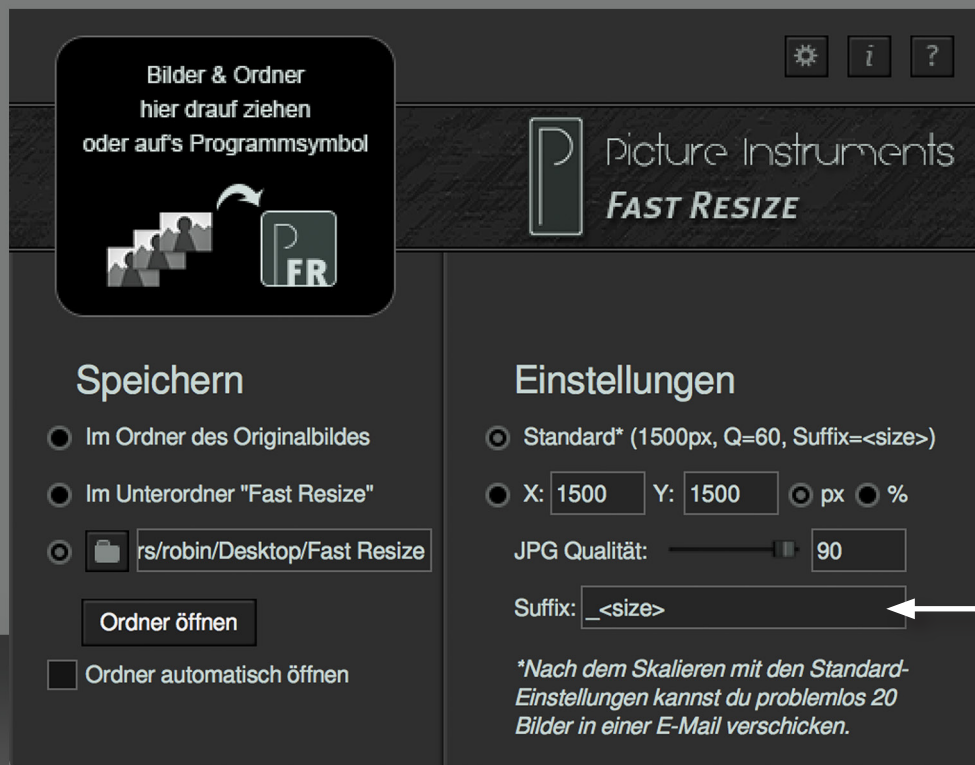 Bilder & Ordner
hier drauf ziehen
oder auf's Programmsymbol
P
FR
i
?
P
Picture Instruments
FAST RESIZE
Speichern
Im Ordner des Originalbildes
Im Unterordner "Fast Resize"
rs/robin/Desktop/Fast Resize
Ordner öffnen
Ordner automatisch öffnen
Einstellungen
Standard* (1500px, Q=60, Suffix=<size>)
X: 1500 Y: 1500 px %
JPG Qualität: 90
Suffix: _<size>
*Nach dem Skalieren mit den Standard-
Einstellungen kannst du problemlos 20
Bilder in einer E-Mail verschicken.